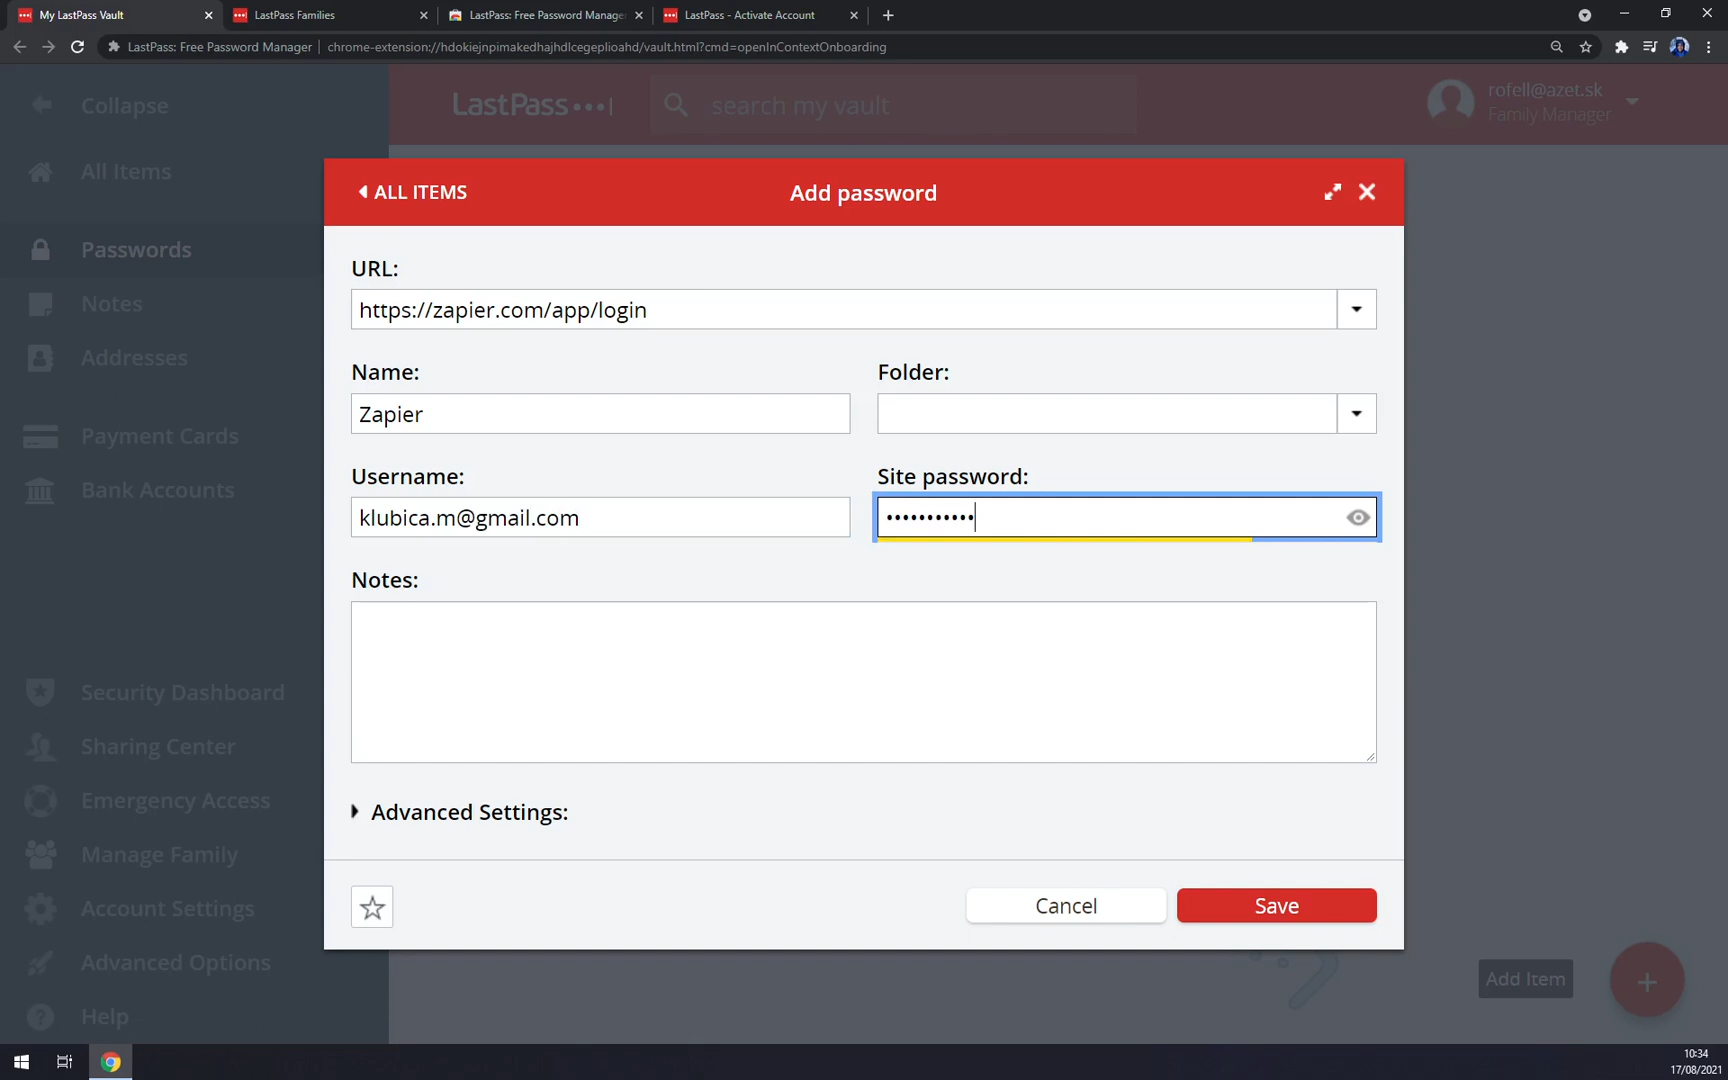 My LastPass Vault
LastPass Families
LastPass: Free Password Manage
LastPass - Activate Account
LastPass: Free Password Manager
chrome-extension://hdokiejnpimakedhajhdlcegeplioahd/vault.html?cmd=openInContextOnboarding
Collapse
LastPass
search my vault
rofell@azet.sk
Family Manager
All Items
Passwords
Notes
Addresses
Payment Cards
Bank Accounts
Security Dashboard
Sharing Center
Emergency Access
Manage Family
Account Settings
Advanced Options
Help
ALL ITEMS
Add password
URL:
https://zapier.com/app/login
Name:
Folder:
Zapier
Username:
Site password:
klubica.m@gmail.com
•••••••••••
Notes:
Advanced Settings:
Cancel
Save
Add Item
10:34
17/08/2021